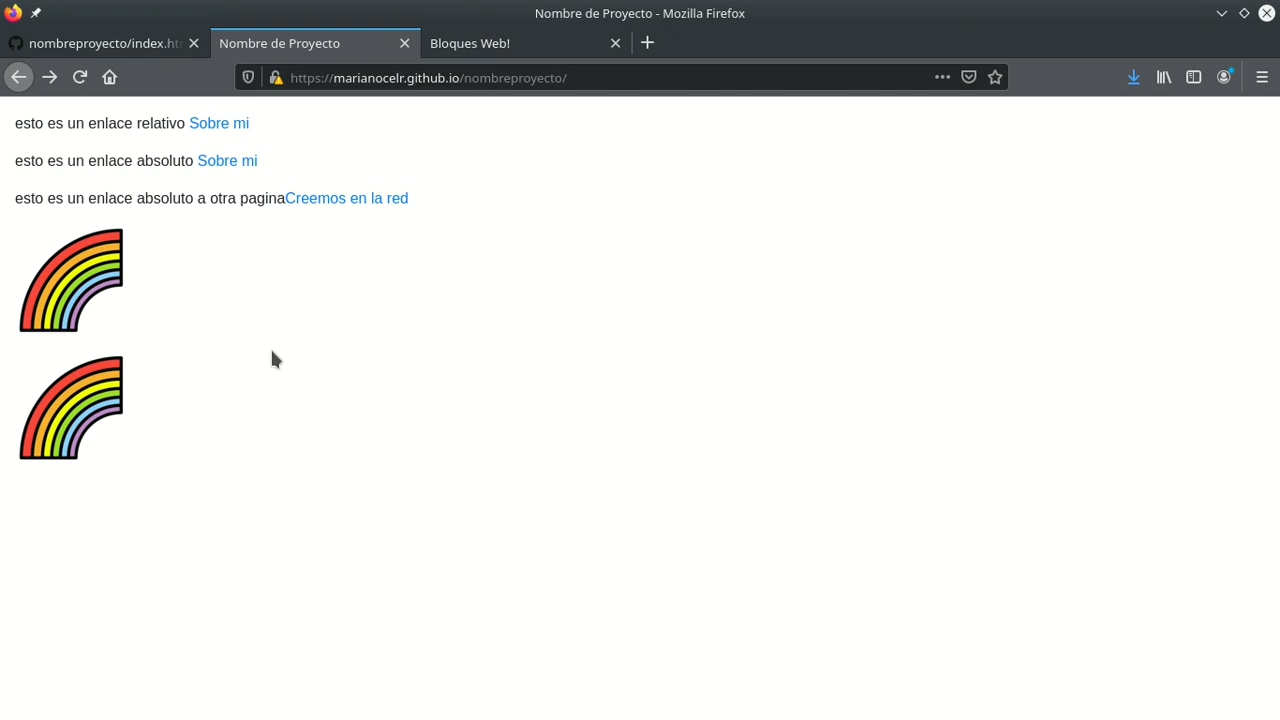 Nombre de Proyecto - Mozilla Firefox
nombreproyecto/index.ht
Nombre de Proyecto
Bloques Web!
https://marianocelr.github.io/nombreproyecto/
esto es un enlace relativo Sobre mi
esto es un enlace absoluto Sobre mi
esto es un enlace absoluto a otra paginaCreemos en la red